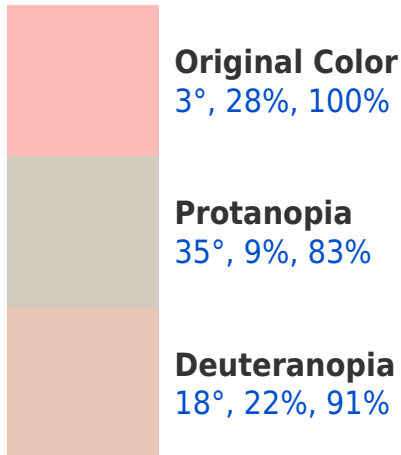 Original Color
3°, 28%, 100%
Protanopia
35°, 9%, 83%
Deuteranopia
18°, 22%, 91%